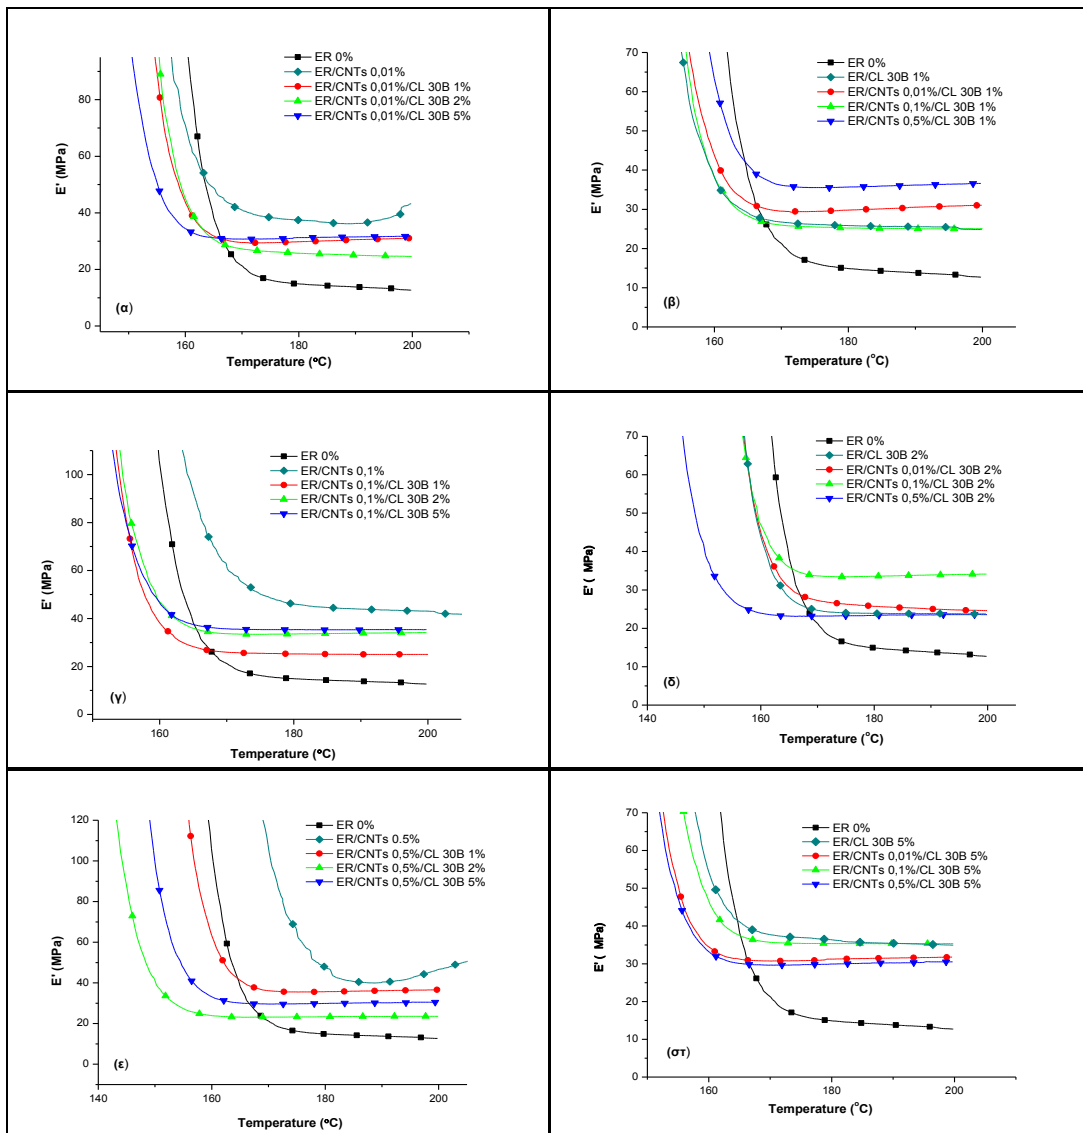 ER 0%
ER/CNTs 0,01%
ER/CNTs 0,01%/CL 30B 1%
ER/CNTs 0,01%/CL 30B 2%
ER/CNTs 0,01%/CL 30B 5%
80
60
40
20
0
E' (MPa)
(α)
160
180
200
Temperature (°C)
ER 0%
ER/CL 30B 1%
ER/CNTs 0,01%/CL 30B 1%
ER/CNTs 0,1%/CL 30B 1%
ER/CNTs 0,5%/CL 30B 1%
70
60
50
40
30
20
10
0
E' (MPa)
(β)
160
180
200
Temperature (°C)
ER 0%
ER/CNTs 0,1%
ER/CNTs 0,1%/CL 30B 1%
ER/CNTs 0,1%/CL 30B 2%
ER/CNTs 0,1%/CL 30B 5%
100
80
60
40
20
0
E' (MPa)
(γ)
160
180
200
Temperature (°C)
ER 0%
ER/CL 30B 2%
ER/CNTs 0,01%/CL 30B 2%
ER/CNTs 0,1%/CL 30B 2%
ER/CNTs 0,5%/CL 30B 2%
70
60
50
40
30
20
10
0
E' ( MPa)
(δ)
140
160
180
200
Temperature (°C)
ER 0%
ER/CNTs 0.5%
ER/CNTs 0,5%/CL 30B 1%
ER/CNTs 0,5%/CL 30B 2%
ER/CNTs 0,5%/CL 30B 5%
120
100
80
60
40
20
0
E' (MPa)
(ε)
140
160
180
200
Temperature (°C)
ER 0%
ER/CL 30B 5%
ER/CNTs 0,01%/CL 30B 5%
ER/CNTs 0,1%/CL 30B 5%
ER/CNTs 0,5%/CL 30B 5%
70
60
50
40
30
20
10
0
E' ( MPa)
(στ)
160
180
200
Temperature (°C)